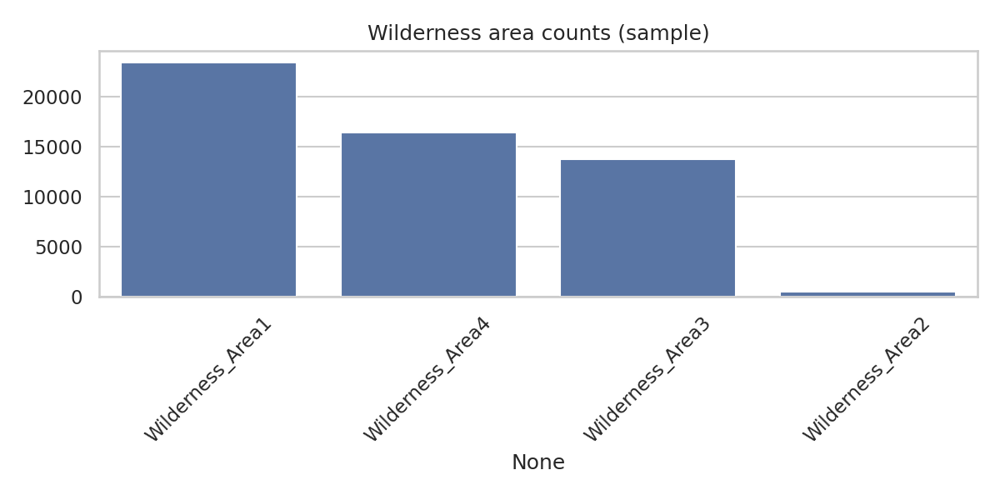 Wilderness area counts (sample)
20000
15000
10000
5000
0
Wilderness_Area1
Wilderness_Area4
Wilderness_Area3
Wilderness_Area2
None